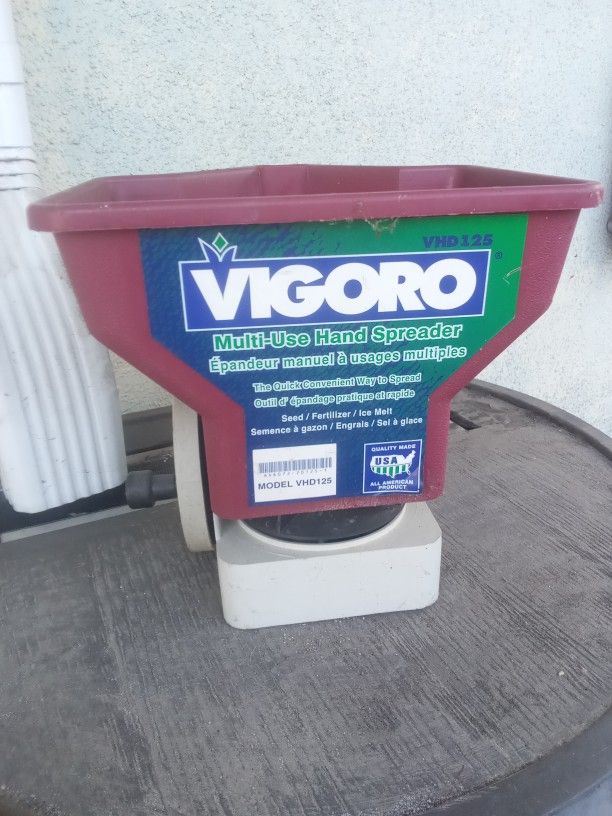 VHD125
VIGORO®
Multi-Use Hand Spreader
Épandeur manuel à usages multiples
The Quick Convenient Way to Spread
Outil d' épandage pratique et rapide
Seed / Fertilizer / Ice Melt
Semence à gazon / Engrais / Sel à glace
MODEL VHD125
QUALITY MADE
USA
ALL AMERICAN
PRODUCT